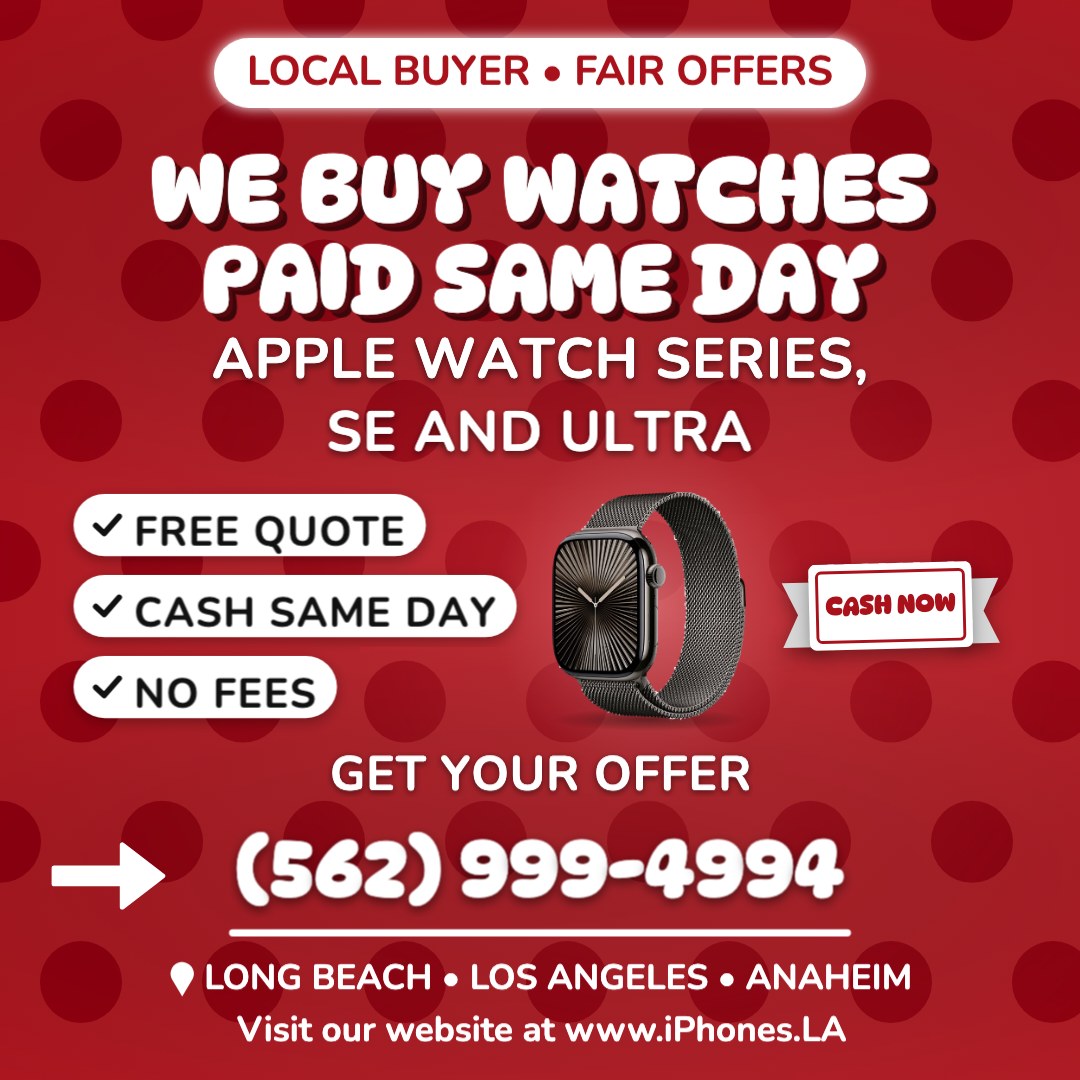 LOCAL BUYER • FAIR OFFERS
WE BUY WATCHES
PAID SAME DAY
APPLE WATCH SERIES,
SE AND ULTRA
✓ FREE QUOTE
✓ CASH SAME DAY
✓ NO FEES
CASH NOW
GET YOUR OFFER
(562) 999-4994
LONG BEACH • LOS ANGELES • ANAHEIM
Visit our website at www.iPhones.LA